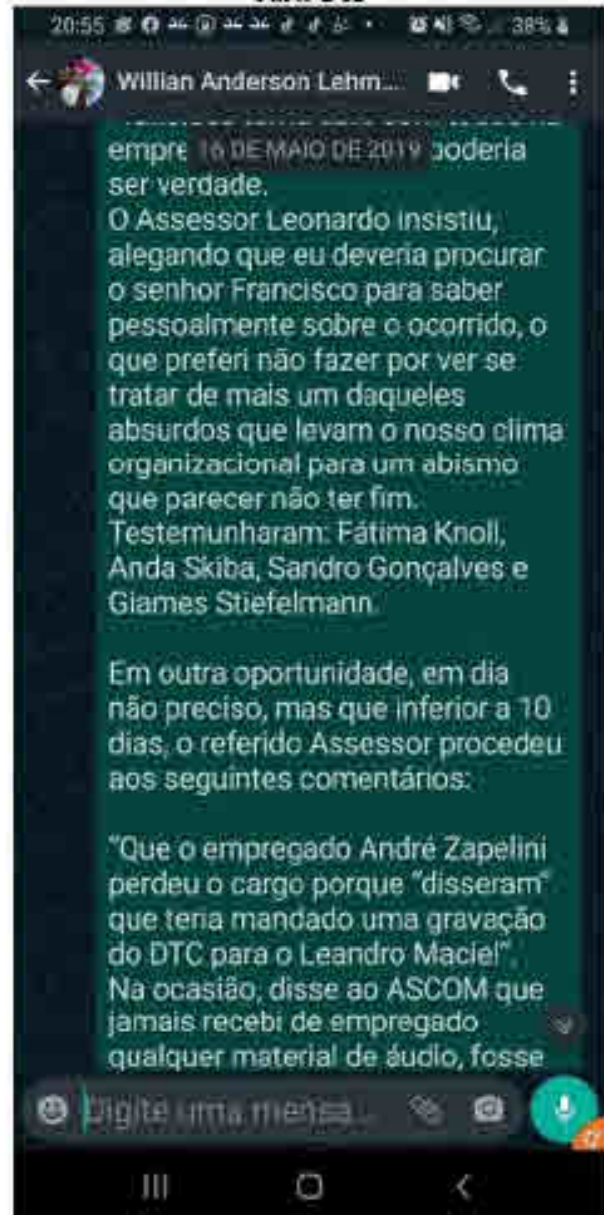 20:55
38%
Willian Anderson Lehm...
empre
16 DE MAIO DE 2019
poderia
ser verdade.
O Assessor Leonardo insistiu,
alegando que eu deveria procurar
o senhor Francisco para saber
pessoalmente sobre o ocorrido, o
que preferi não fazer por ver se
tratar de mais um daqueles
absurdos que levam o nosso clima
organizacional para um abismo
que parecer não ter fim.
Testemunharam: Fátima Knoll,
Anda Skiba, Sandro Gonçalves e
Giames Stiefelmann.
Em outra oportunidade, em dia
não preciso, mas que inferior a 10
dias, o referido Assessor procedeu
aos seguintes comentários:
"Que o empregado André Zapelini
perdeu o cargo porque "disseram"
que teria mandado uma gravação
do DTC para o Leandro Maciel".
Na ocasião, disse ao ASCOM que
jamais recebi de empregado
qualquer material de áudio, fosse
Digite uma mensa...